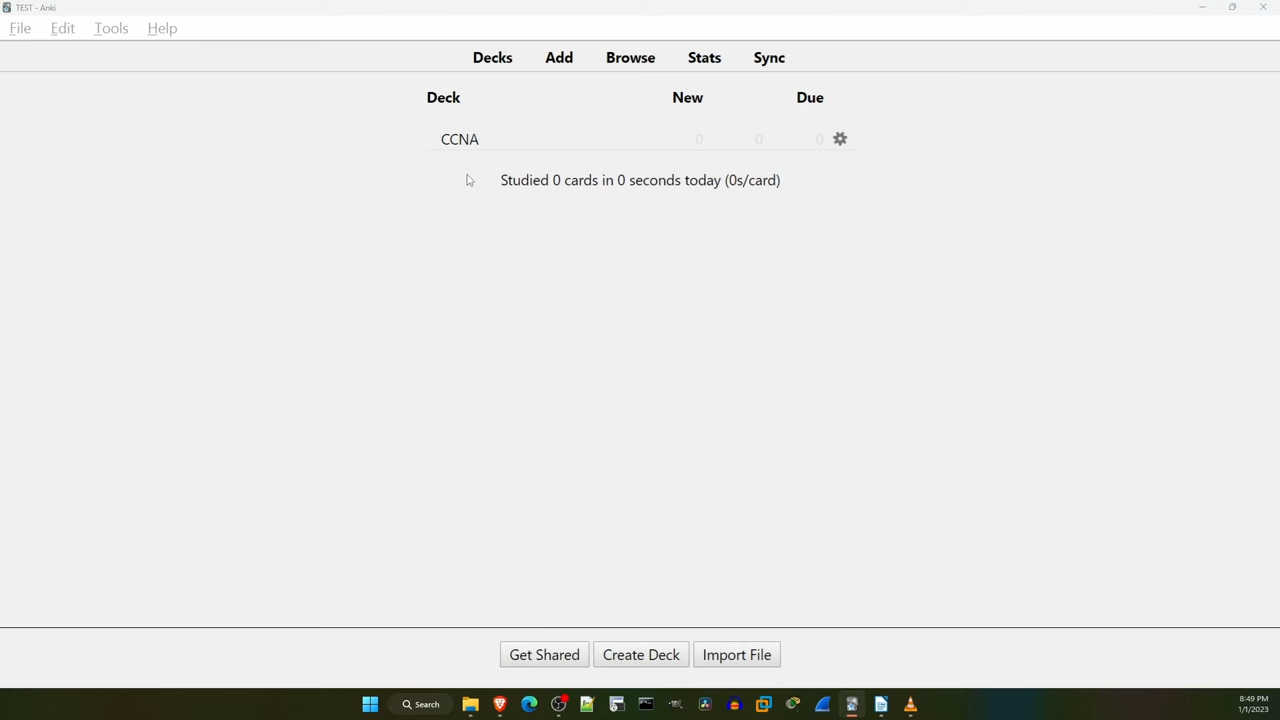 TEST - Anki
File Edit Tools Help
Decks Add Browse Stats Sync
Deck New Due
CCNA 0 0 0
Studied 0 cards in 0 seconds today (0s/card)
Get Shared Create Deck Import File
Search
8:49 PM
1/1/2023